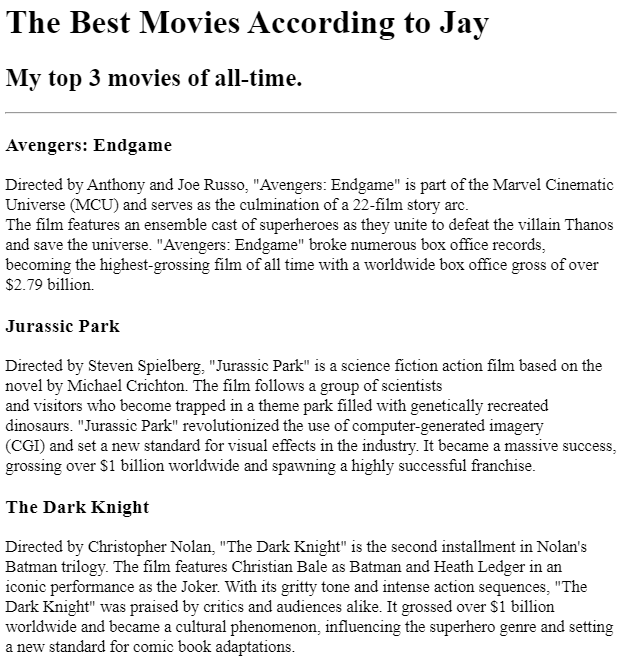 The Best Movies According to Jay
My top 3 movies of all-time.
Avengers: Endgame
Directed by Anthony and Joe Russo, "Avengers: Endgame" is part of the Marvel Cinematic
Universe (MCU) and serves as the culmination of a 22-film story arc.
The film features an ensemble cast of superheroes as they unite to defeat the villain Thanos
and save the universe. "Avengers: Endgame" broke numerous box office records,
becoming the highest-grossing film of all time with a worldwide box office gross of over
$2.79 billion.
Jurassic Park
Directed by Steven Spielberg, "Jurassic Park" is a science fiction action film based on the
novel by Michael Crichton. The film follows a group of scientists
and visitors who become trapped in a theme park filled with genetically recreated
dinosaurs. "Jurassic Park" revolutionized the use of computer-generated imagery
(CGI) and set a new standard for visual effects in the industry. It became a massive success,
grossing over $1 billion worldwide and spawning a highly successful franchise.
The Dark Knight
Directed by Christopher Nolan, "The Dark Knight" is the second installment in Nolan's
Batman trilogy. The film features Christian Bale as Batman and Heath Ledger in an
iconic performance as the Joker. With its gritty tone and intense action sequences, "The
Dark Knight" was praised by critics and audiences alike. It grossed over $1 billion
worldwide and became a cultural phenomenon, influencing the superhero genre and setting
a new standard for comic book adaptations.